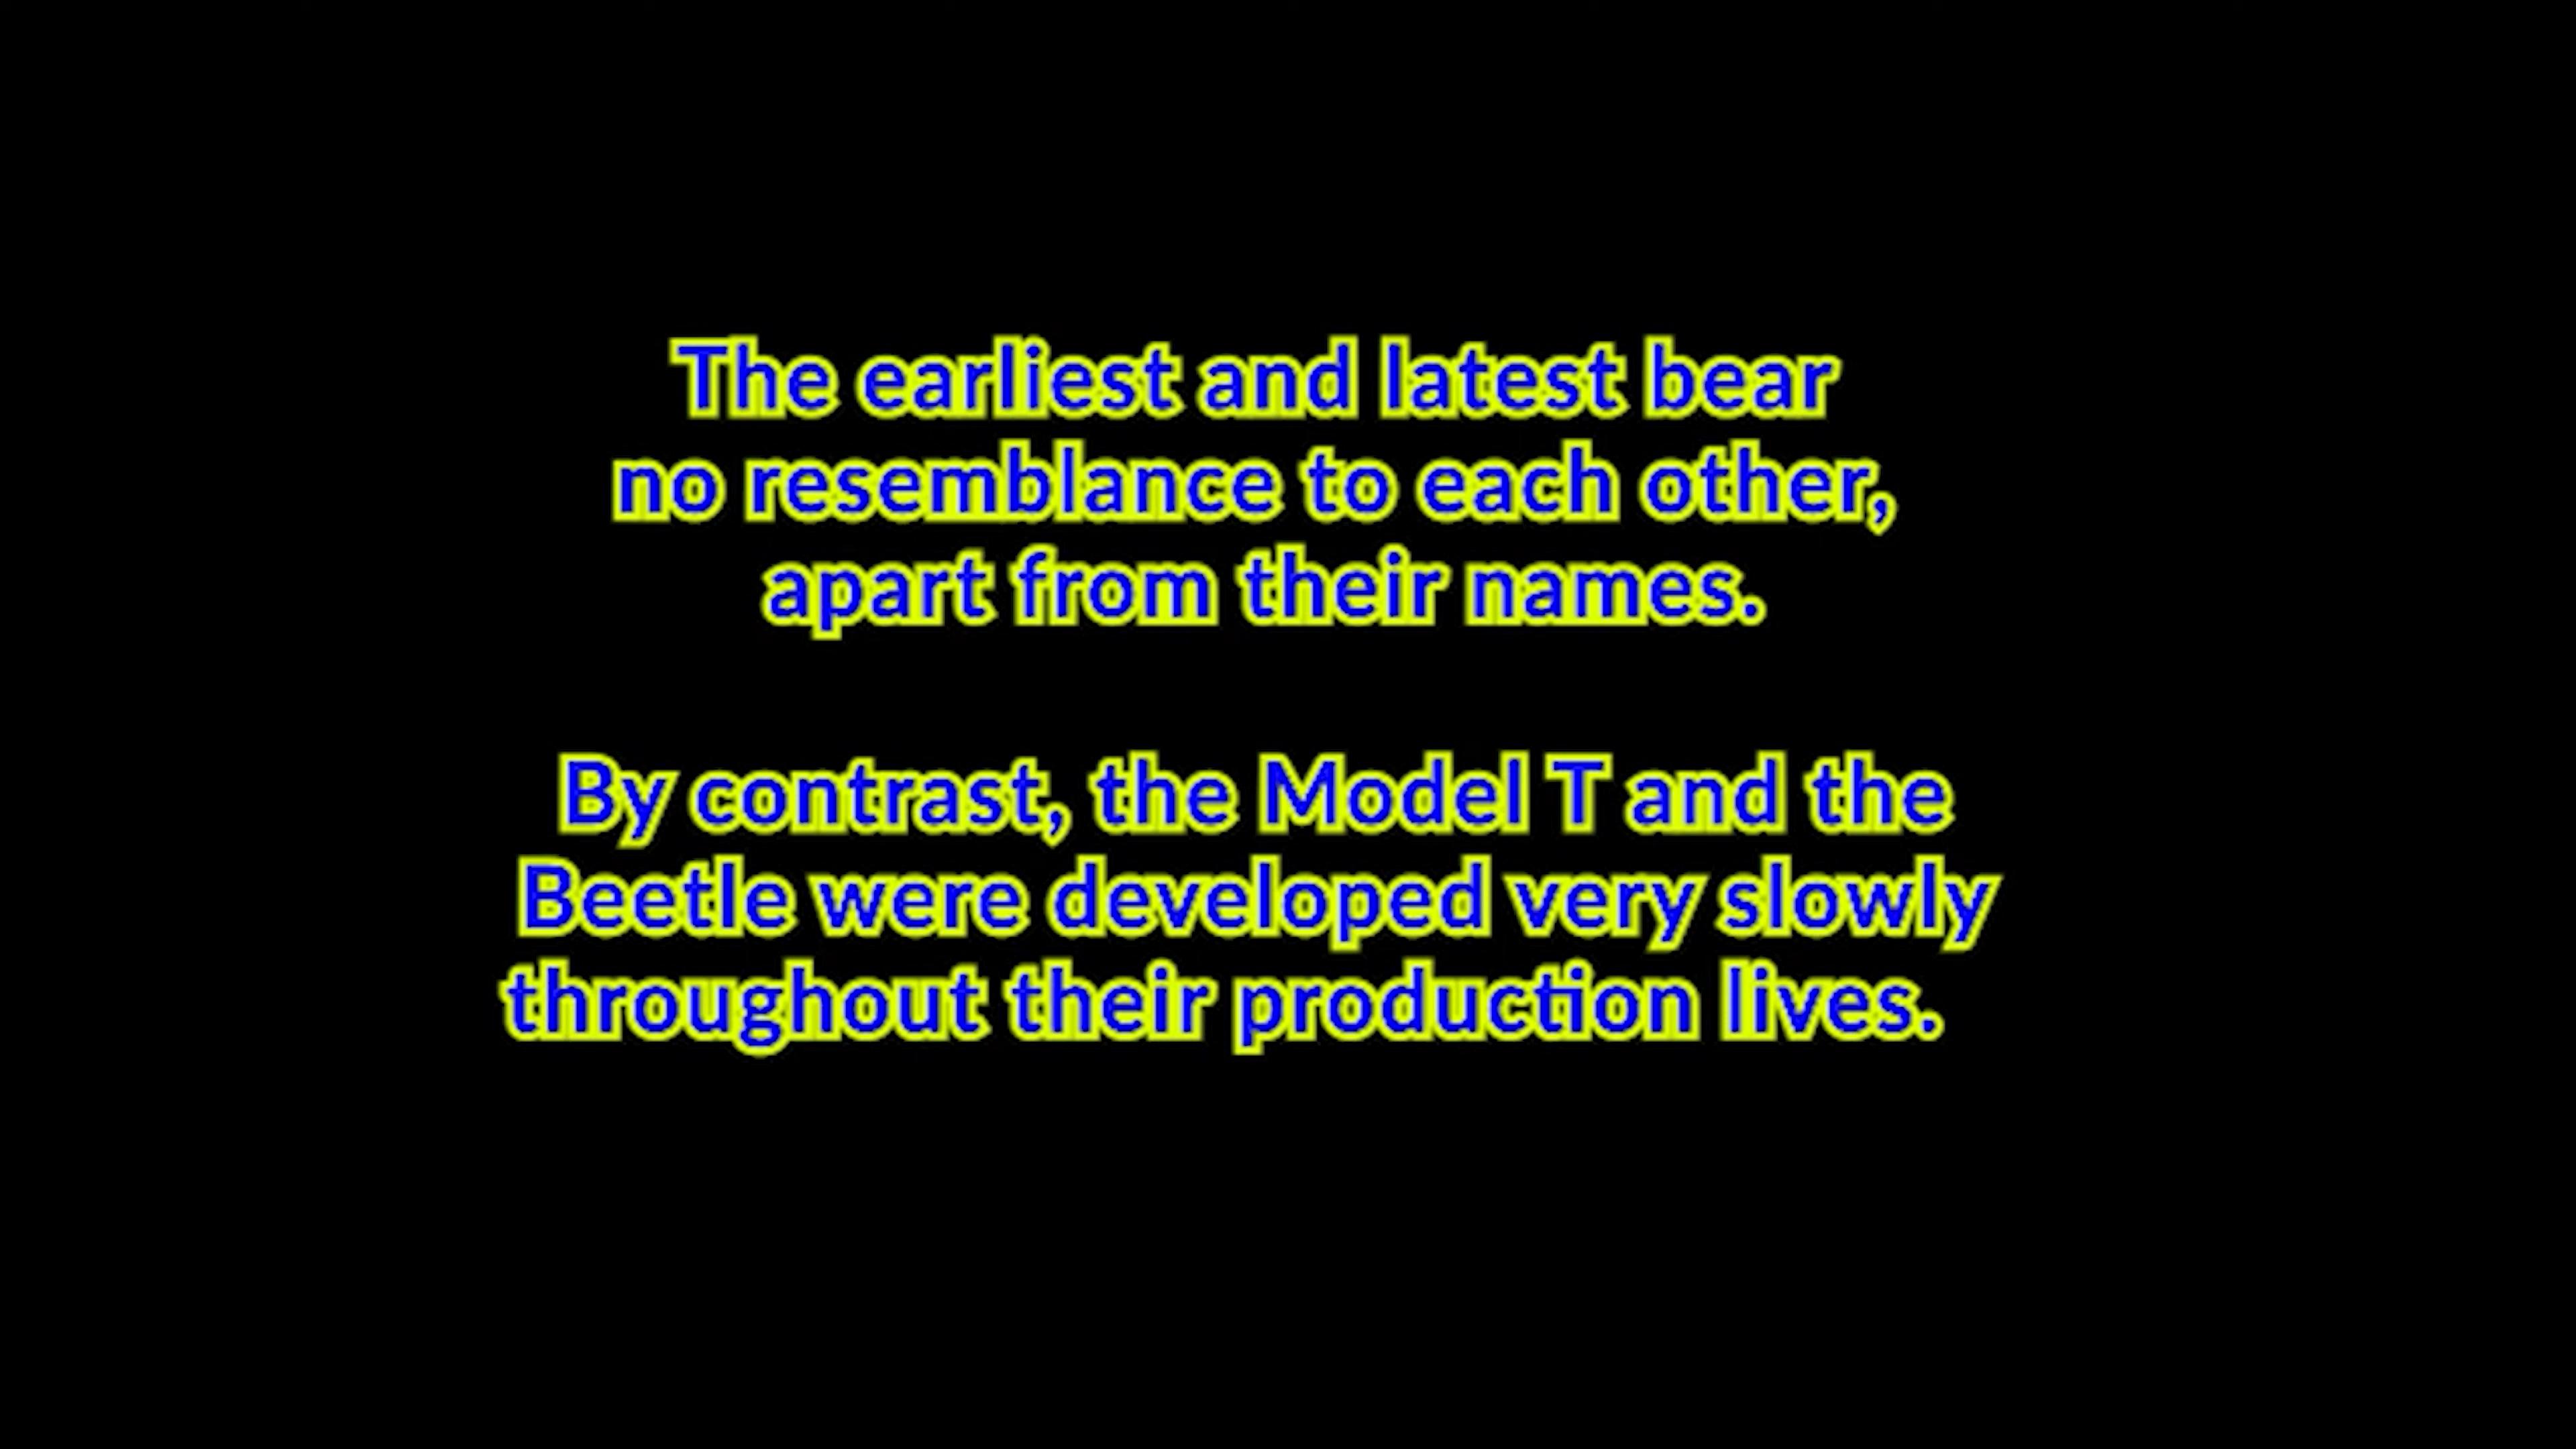 The earliest and latest bear
no resemblance to each other,
apart from their names.
By contrast, the Model T and the
Beetle were developed very slowly
throughout their production lives.